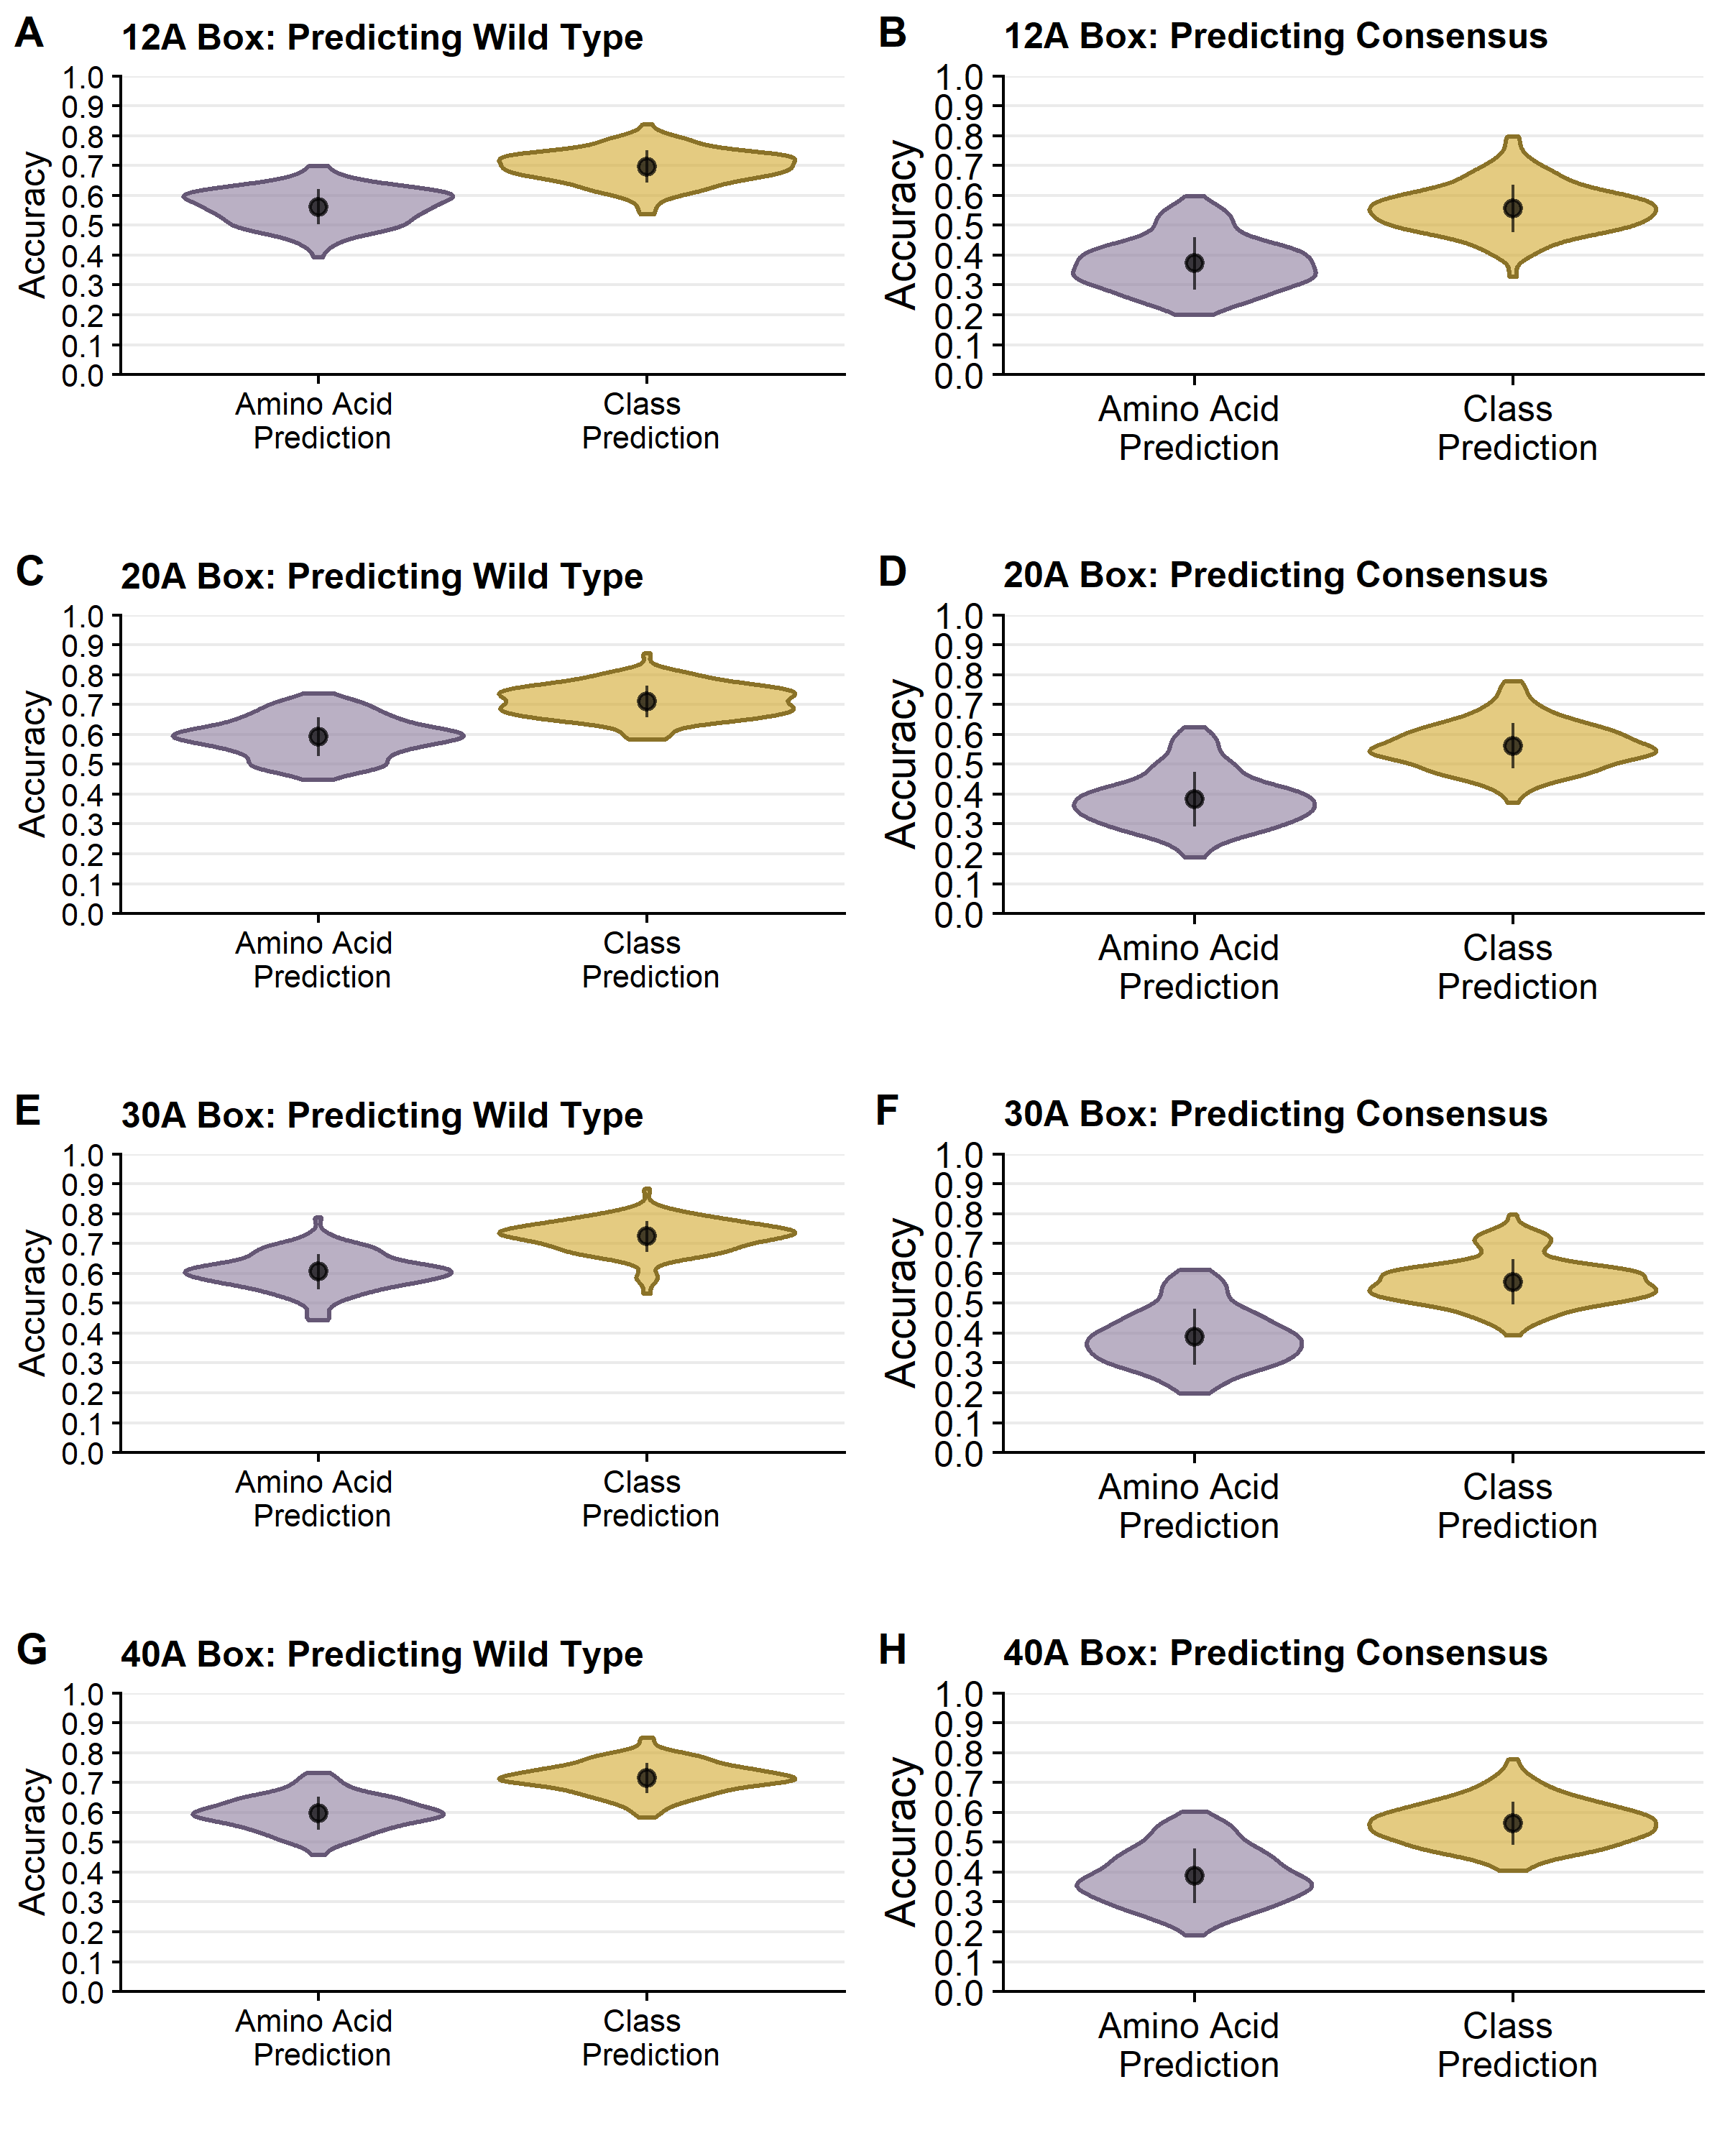 A
12A Box: Predicting Wild Type
1.0
0.9
0.8
0.7
0.6
0.5
0.4
0.3
0.2
0.1
0.0
Accuracy
Amino Acid
Prediction
Class
Prediction
B
12A Box: Predicting Consensus
1.0
0.9
0.8
0.7
0.6
0.5
0.4
0.3
0.2
0.1
0.0
Accuracy
Amino Acid
Prediction
Class
Prediction
C
20A Box: Predicting Wild Type
1.0
0.9
0.8
0.7
0.6
0.5
0.4
0.3
0.2
0.1
0.0
Accuracy
Amino Acid
Prediction
Class
Prediction
D
20A Box: Predicting Consensus
1.0
0.9
0.8
0.7
0.6
0.5
0.4
0.3
0.2
0.1
0.0
Accuracy
Amino Acid
Prediction
Class
Prediction
E
30A Box: Predicting Wild Type
1.0
0.9
0.8
0.7
0.6
0.5
0.4
0.3
0.2
0.1
0.0
Accuracy
Amino Acid
Prediction
Class
Prediction
F
30A Box: Predicting Consensus
1.0
0.9
0.8
0.7
0.6
0.5
0.4
0.3
0.2
0.1
0.0
Accuracy
Amino Acid
Prediction
Class
Prediction
G
40A Box: Predicting Wild Type
1.0
0.9
0.8
0.7
0.6
0.5
0.4
0.3
0.2
0.1
0.0
Accuracy
Amino Acid
Prediction
Class
Prediction
H
40A Box: Predicting Consensus
1.0
0.9
0.8
0.7
0.6
0.5
0.4
0.3
0.2
0.1
0.0
Accuracy
Amino Acid
Prediction
Class
Prediction